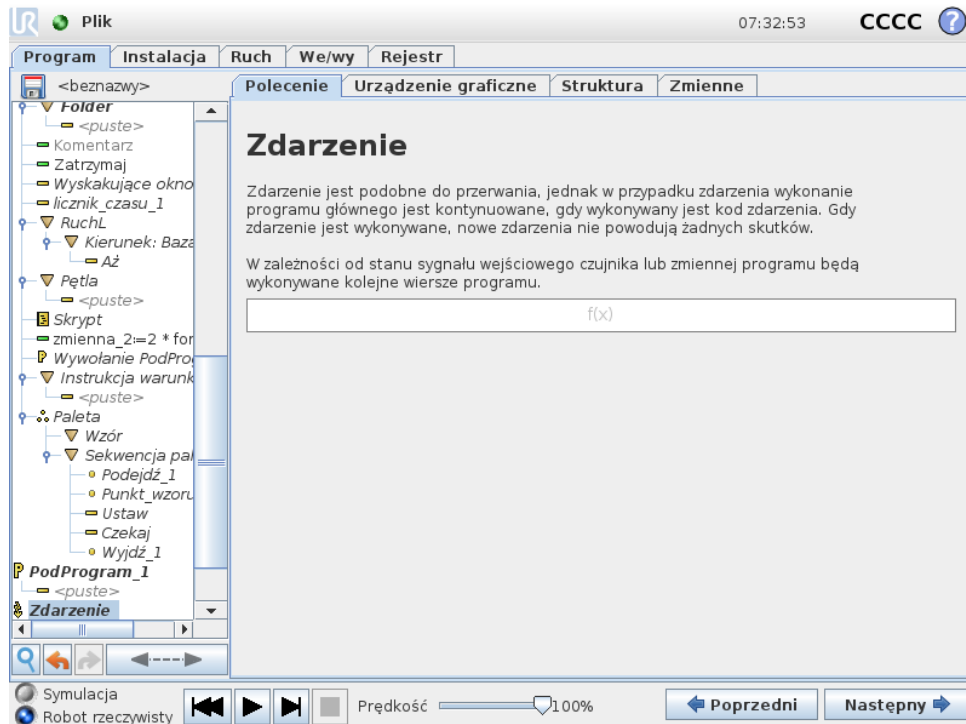 Plik
07:32:53
CCCC
?
Program Instalacja Ruch We/wy Rejestr
<beznazwy>
Folder
<puste>
Komentarz
Zatrzymaj
Wyskakujące okno
licznik_czasu_1
RuchL
Kierunek: Baza
Aż
Pętla
<puste>
Skrypt
zmienna_2:=2 * for
Wywołanie PodProg
Instrukcja warunk
<puste>
Paleta
Wzór
Sekwencja pal
Podejdź_1
Punkt_wzoru
Ustaw
Czekaj
Wyjdź_1
PodProgram_1
<puste>
Zdarzenie
Polecenie Urządzenie graficzne Struktura Zmienne
Zdarzenie
Zdarzenie jest podobne do przerwania, jednak w przypadku zdarzenia wykonanie
programu głównego jest kontynuowane, gdy wykonywany jest kod zdarzenia. Gdy
zdarzenie jest wykonywane, nowe zdarzenia nie powodują żadnych skutków.
W zależności od stanu sygnału wejściowego czujnika lub zmiennej programu będą
wykonywane kolejne wiersze programu.
f(x)
Symulacja
Robot rzeczywisty
Prędkość 100%
Poprzedni
Następny